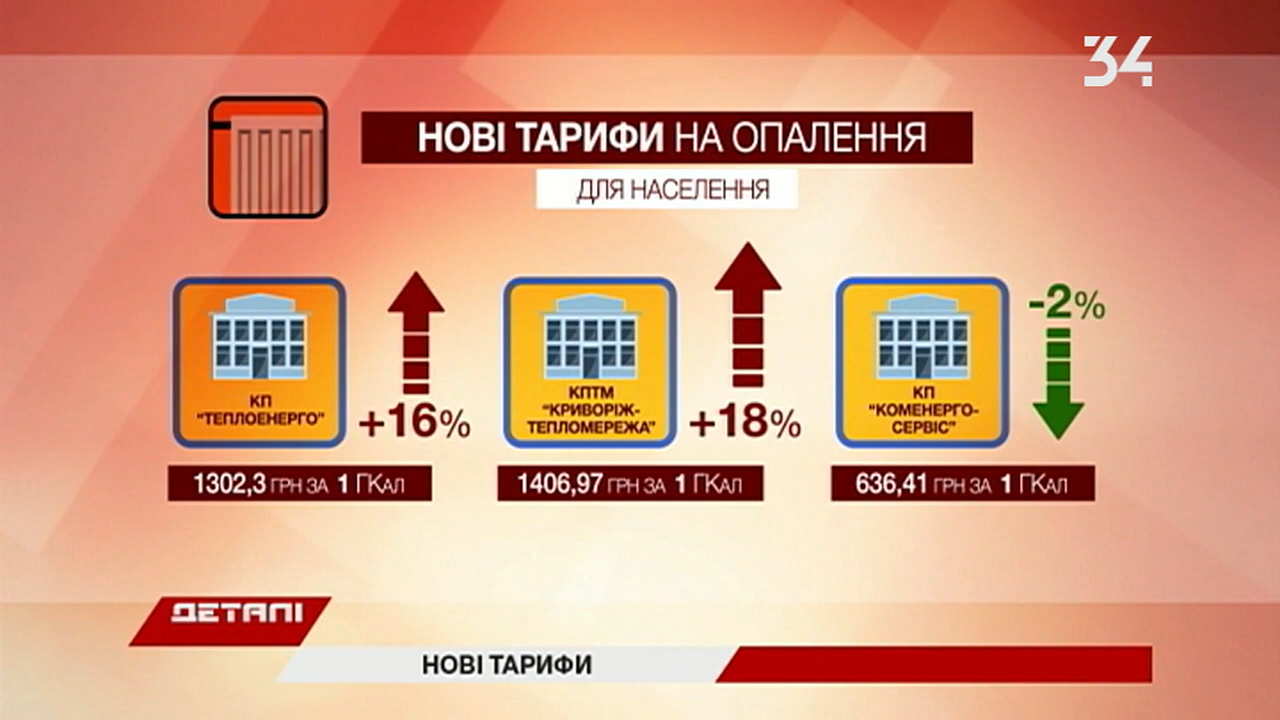 34
НОВІ ТАРИФИ НА ОПАЛЕННЯ
ДЛЯ НАСЕЛЕННЯ
КП
“ТЕПЛОЕНЕРГО”
+16%
1302,3 ГРН ЗА 1 ГКАЛ
КПТМ
“КРИВОРІЖ-
ТЕПЛОМЕРЕЖА”
+18%
1406,97 ГРН ЗА 1 ГКАЛ
КП
“КОМЕНЕРГО-
СЕРВІС”
-2%
636,41 ГРН ЗА 1 ГКАЛ
ДЕТАЛІ
НОВІ ТАРИФИ